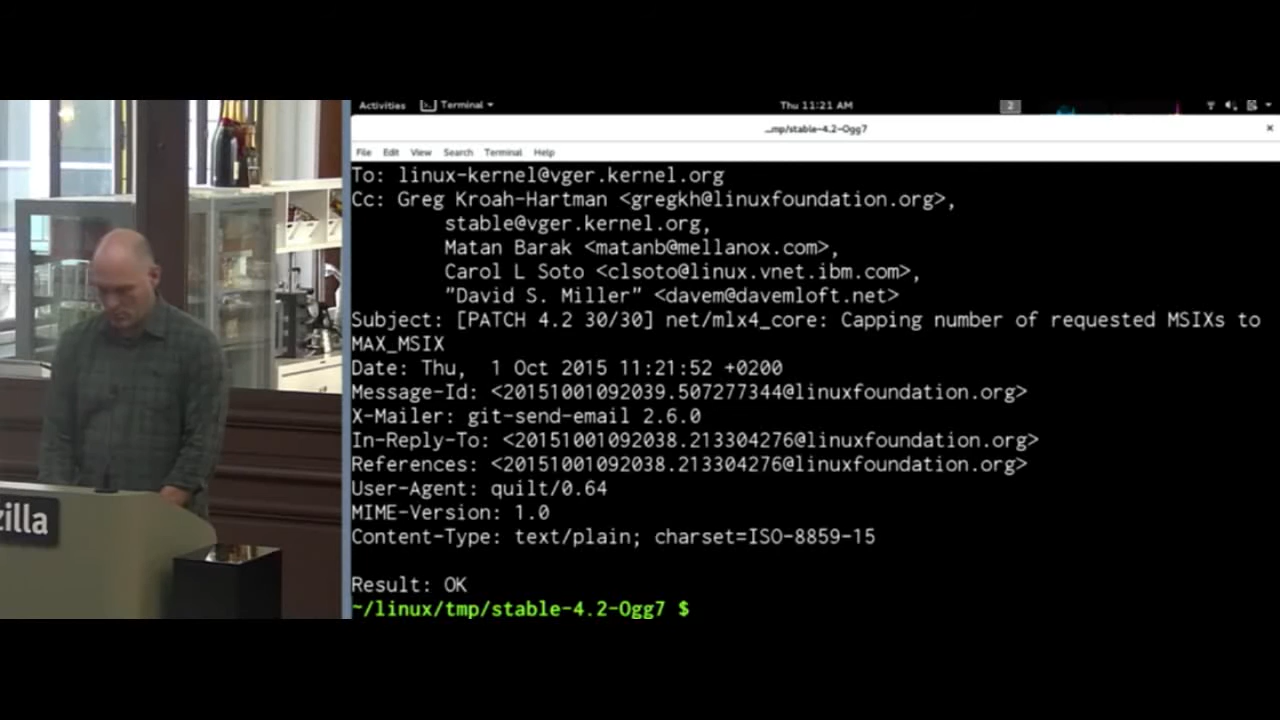 Activities Terminal Thu 11:21 AM 2
_mp/stable-4.2-Ogg7 ×
File Edit View Search Terminal Help
To: linux-kernel@vger.kernel.org
Cc: Greg Kroah-Hartman <gregkh@linuxfoundation.org>,
stable@vger.kernel.org,
Matan Barak <matanb@mellanox.com>,
Carol L Soto <clsoto@linux.vnet.ibm.com>,
"David S. Miller" <davem@davemloft.net>
Subject: [PATCH 4.2 30/30] net/mlx4_core: Capping number of requested MSIXs to
MAX_MSIX
Date: Thu,  1 Oct 2015 11:21:52 +0200
Message-Id: <20151001092039.507277344@linuxfoundation.org>
X-Mailer: git-send-email 2.6.0
In-Reply-To: <20151001092038.213304276@linuxfoundation.org>
References: <20151001092038.213304276@linuxfoundation.org>
User-Agent: quilt/0.64
MIME-Version: 1.0
Content-Type: text/plain; charset=ISO-8859-15
Result: OK
~/linux/tmp/stable-4.2-Ogg7 $
zilla